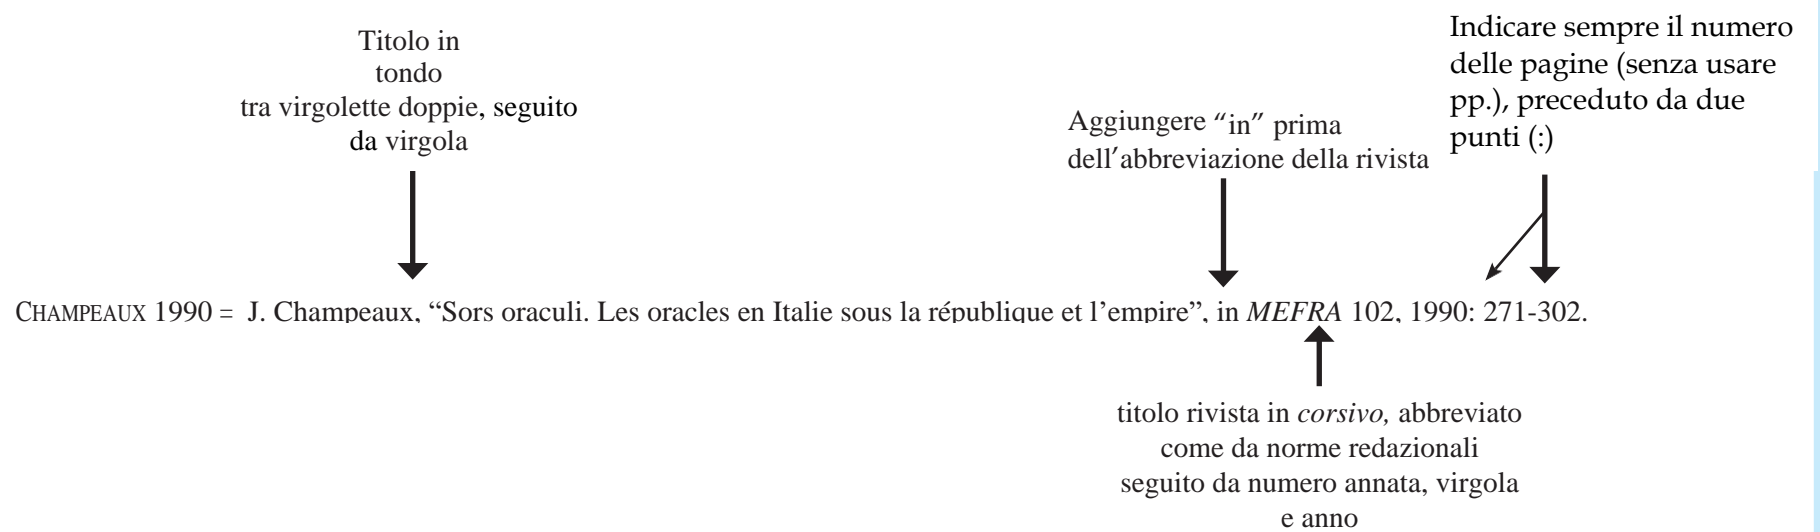 Titolo in
tondo
tra virgolette doppie, seguito
da virgola
Aggiungere “in” prima
dell’abbreviazione della rivista
Indicare sempre il numero
delle pagine (senza usare
pp.), preceduto da due
punti (:)
CHAMPEAUX 1990 = J. Champeaux, “Sors oraculi. Les oracles en Italie sous la république et l’empire”, in MEFRA 102, 1990: 271-302.
titolo rivista in corsivo, abbreviato
come da norme redazionali
seguito da numero annata, virgola
e anno